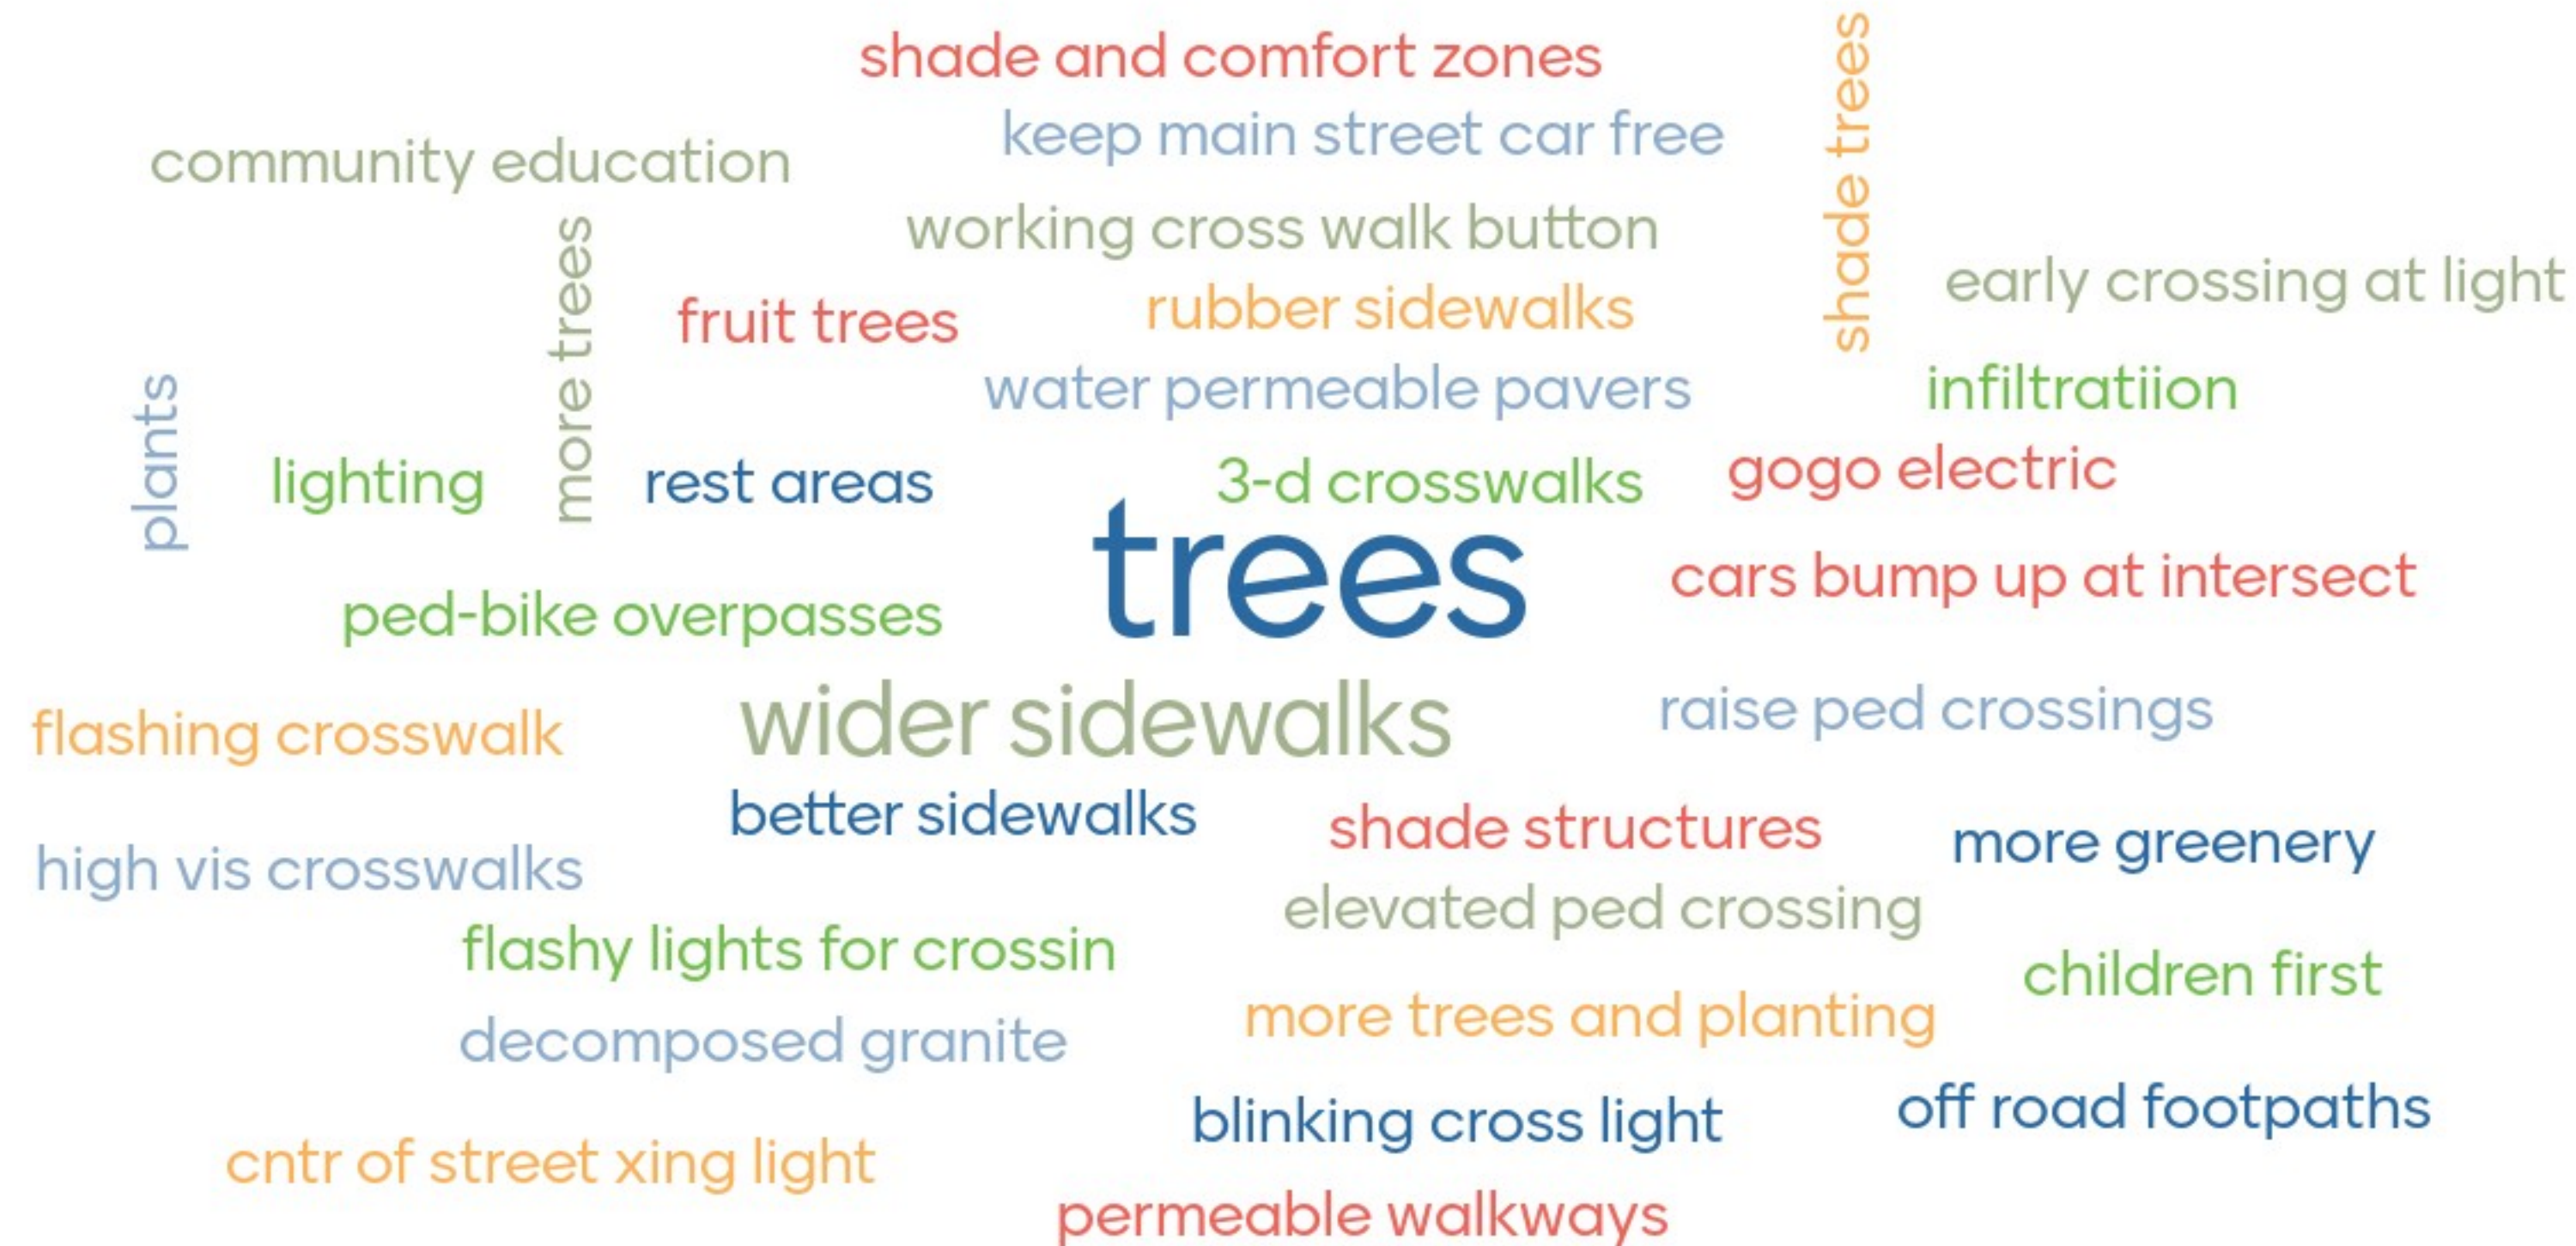 shade and comfort zones
shade trees
keep main street car free
community education
working cross walk button
more trees
early crossing at light
rubber sidewalks
fruit trees
water permeable pavers
infiltratiion
plants
lighting
rest areas
3-d crosswalks
gogo electric
trees
cars bump up at intersect
ped-bike overpasses
wider sidewalks
raise ped crossings
flashing crosswalk
better sidewalks
shade structures
more greenery
high vis crosswalks
elevated ped crossing
flashy lights for crossin
children first
more trees and planting
decomposed granite
blinking cross light
off road footpaths
cntr of street xing light
permeable walkways